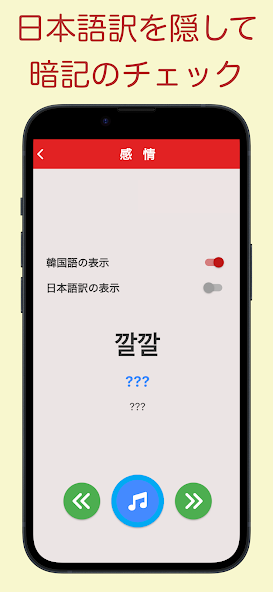 日本語訳を隠して
暗記のチェック
感 情
韓国語の表示
日本語訳の表示
깔깔
???
???